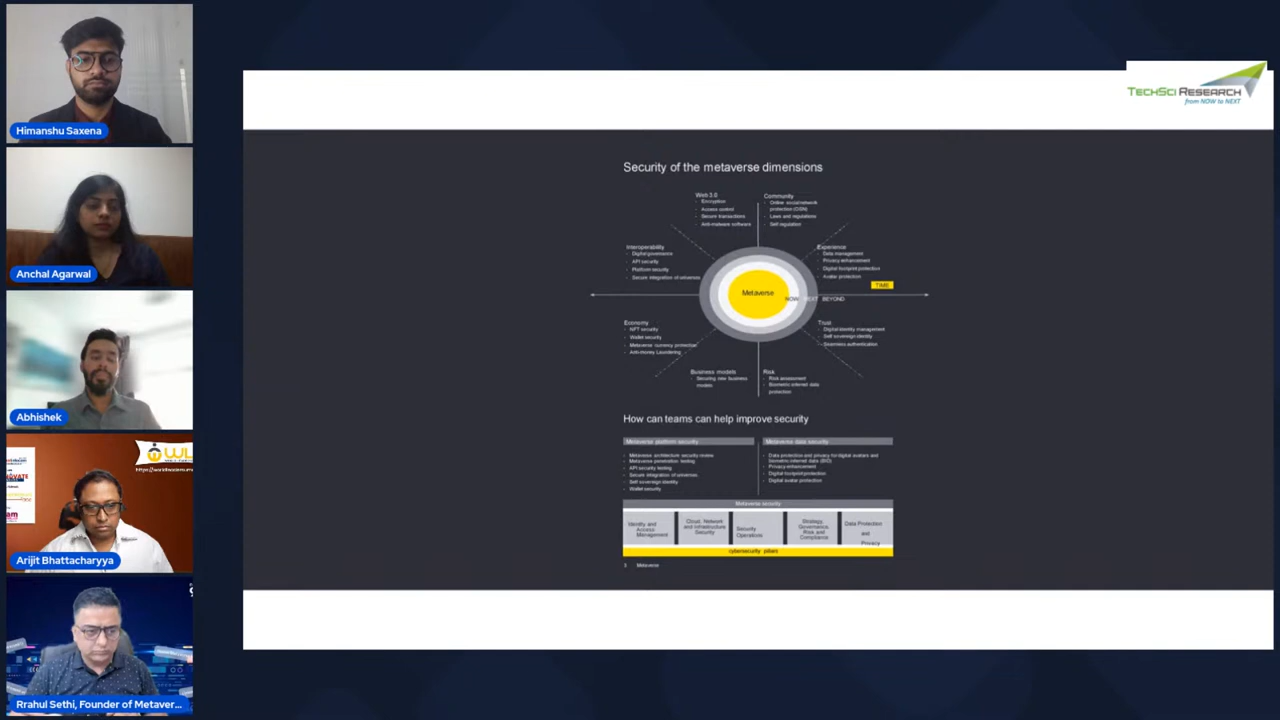 Himanshu Saxena
Anchal Agarwal
Abhishek
Arijit Bhattacharyya
Rrahul Sethi, Founder of Metaver...
TECHSCI RESEARCH
from NOW to NEXT
Security of the metaverse dimensions
Web 3.0
- Encryption
- Access control
- Secure transactions
- Anti-malware software
Community
- Online social network
protection (OSN)
- Laws and regulations
- Self regulation
Interoperability
- Digital governance
- API security
- Platform security
- Secure integration of universes
Experience
- Data management
- Privacy enhancement
- Digital footprint protection
- Avatar protection
TIME
Metaverse
NOW NEXT BEYOND
Economy
- NFT security
- Wallet security
- Metaverse currency protection
- Anti-money Laundering
Trust
- Digital identity management
- Self sovereign identity
- Seamless authentication
Business models
- Securing new business
models
Risk
- Risk assessment
- Biometric inferred data
protection
How can teams can help improve security
Metaverse platform security
- Metaverse architecture security review
- Metaverse penetration testing
- API security testing
- Secure integration of universes
- Self sovereign identity
- Wallet security
Metaverse data security
- Data protection and privacy for digital avatars and
biometric inferred data (BID)
- Privacy enhancement
- Digital footprint protection
- Digital avatar protection
Metaverse security
Identity and
Access
Management
Cloud, Network
and Infrastructure
Security
Security
Operations
Strategy,
Governance,
Risk and
Compliance
Data Protection
and
Privacy
cybersecurity pillars
1 Metaverse